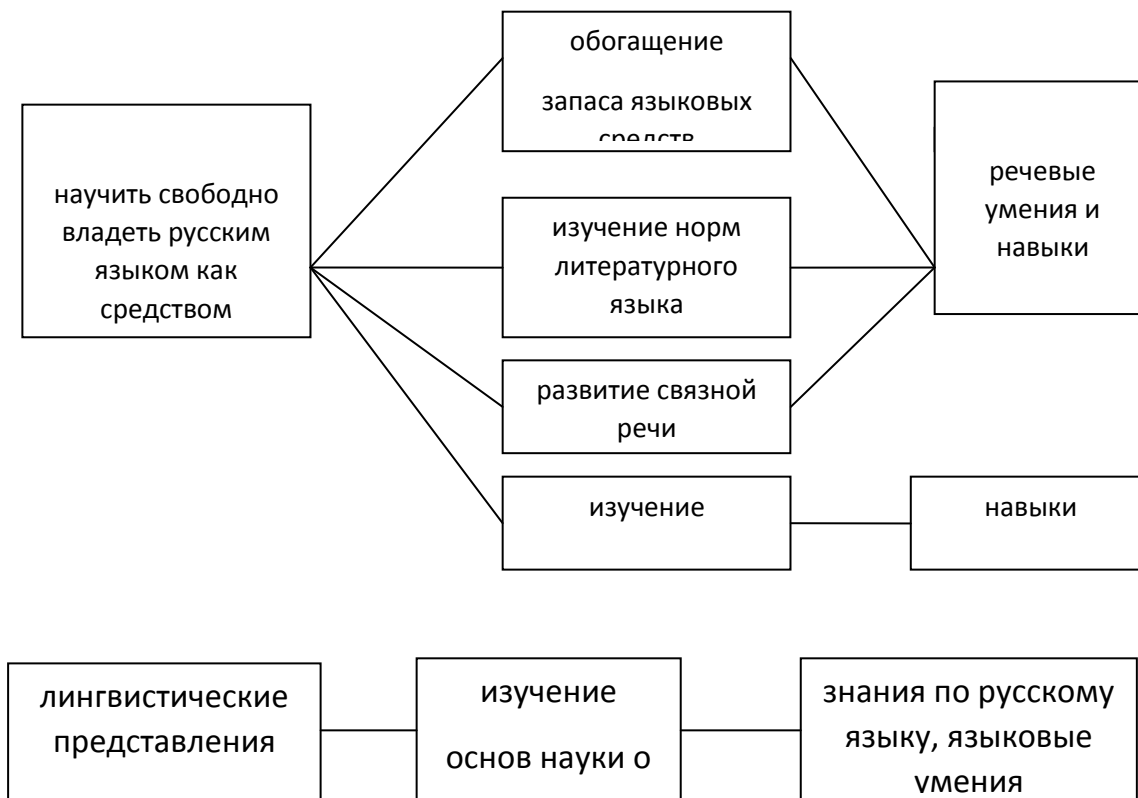 научить свободно
владеть русским
языком как
средством
обогащение
запаса языковых
средств
изучение норм
литературного
языка
развитие связной
речи
изучение
речевые
умения и
навыки
навыки
лингвистические
представления
изучение
основ науки о
знания по русскому
языку, языковые
умения